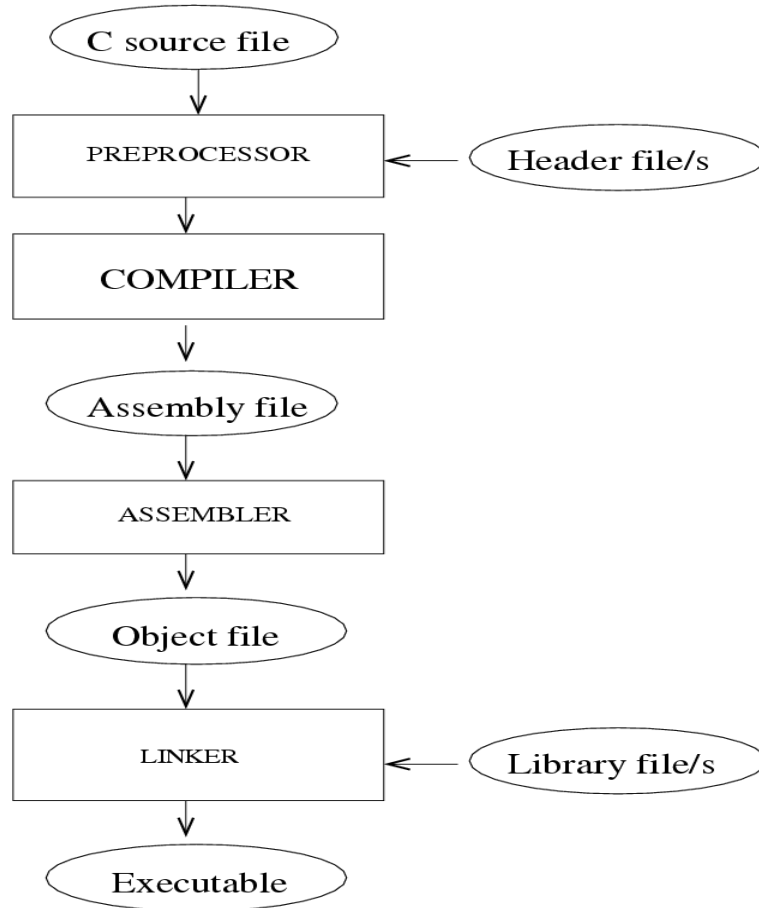 C source file
PREPROCESSOR
Header file/s
COMPILER
Assembly file
ASSEMBLER
Object file
LINKER
Library file/s
Executable